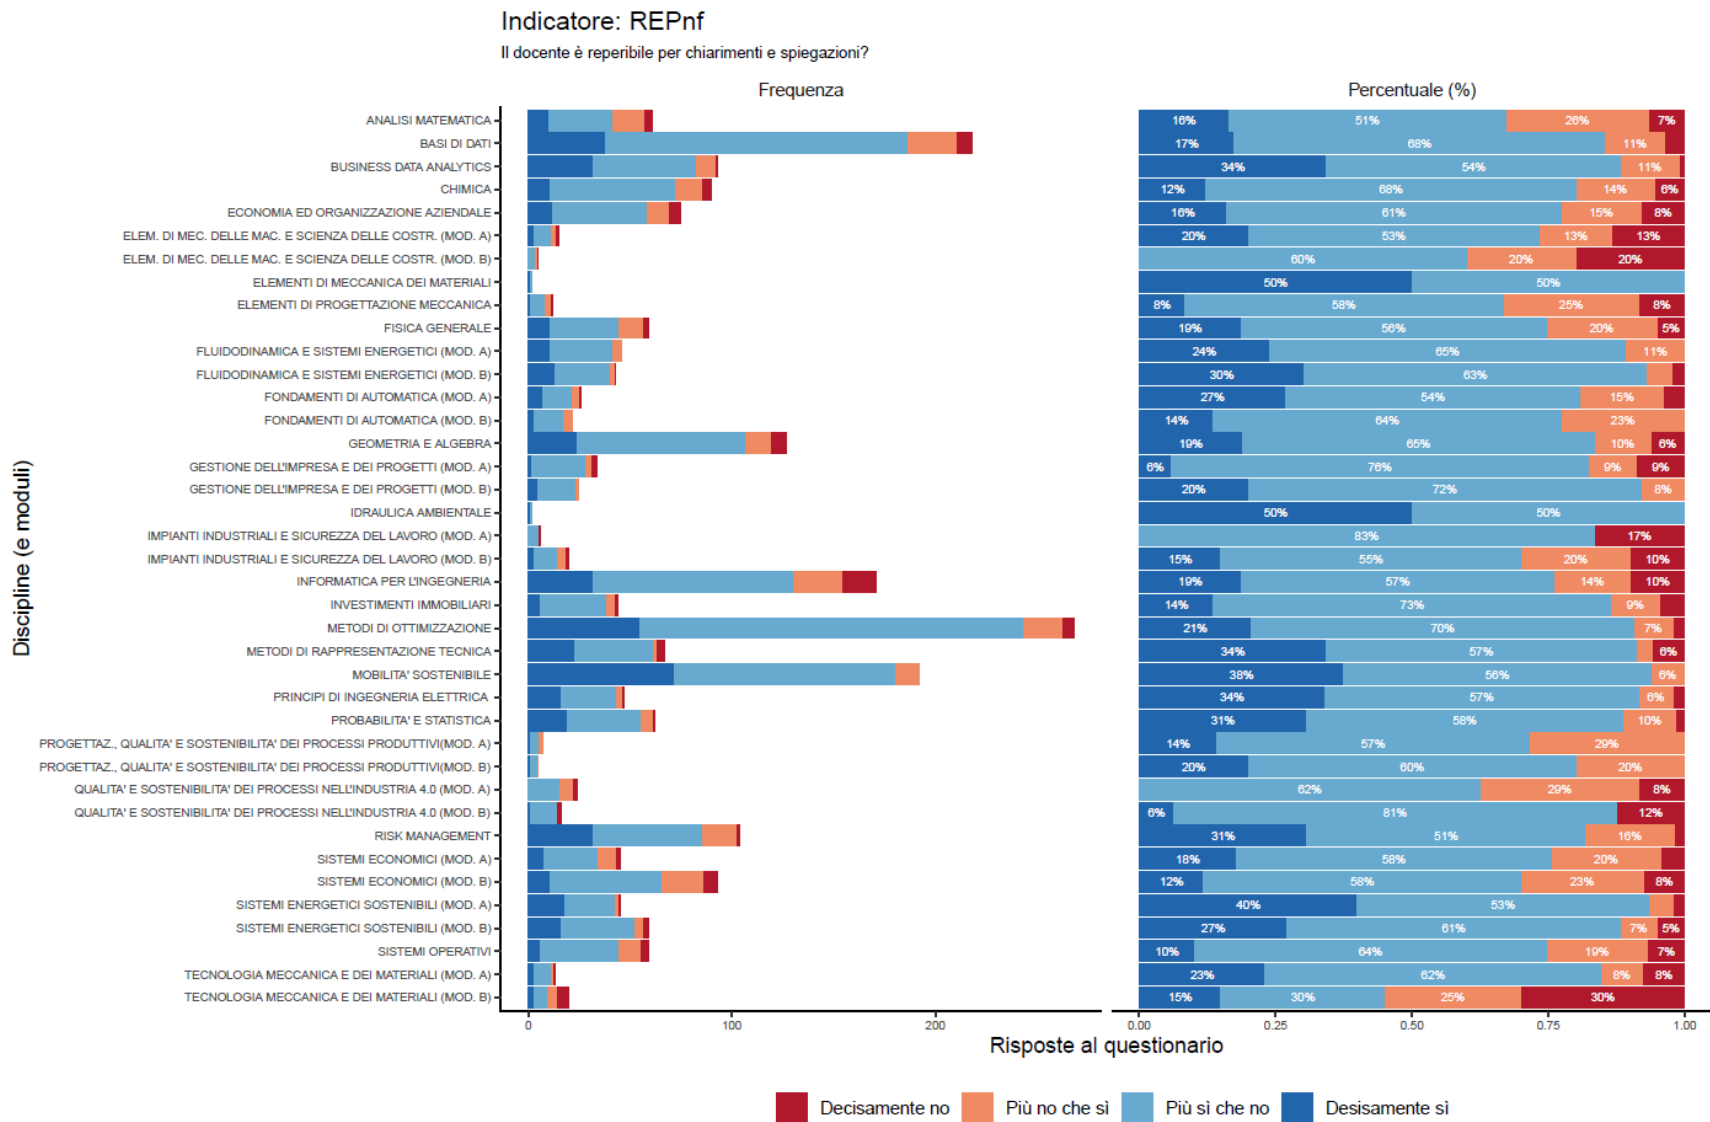 Indicatore: REPnf
Il docente è reperibile per chiarimenti e spiegazioni?
Frequenza Percentuale (%)
Discipline (e moduli)
ANALISI MATEMATICA 16% 51% 26% 7%
BASI DI DATI 17% 68% 11%
BUSINESS DATA ANALYTICS 34% 54% 11%
CHIMICA 12% 68% 14% 6%
ECONOMIA ED ORGANIZZAZIONE AZIENDALE 16% 61% 15% 8%
ELEM. DI MEC. DELLE MAC. E SCIENZA DELLE COSTR. (MOD. A) 20% 53% 13% 13%
ELEM. DI MEC. DELLE MAC. E SCIENZA DELLE COSTR. (MOD. B) 60% 20% 20%
ELEMENTI DI MECCANICA DEI MATERIALI 50% 50%
ELEMENTI DI PROGETTAZIONE MECCANICA 8% 58% 25% 8%
FISICA GENERALE 19% 56% 20% 5%
FLUIDODINAMICA E SISTEMI ENERGETICI (MOD. A) 24% 65% 11%
FLUIDODINAMICA E SISTEMI ENERGETICI (MOD. B) 30% 63%
FONDAMENTI DI AUTOMATICA (MOD. A) 27% 54% 15%
FONDAMENTI DI AUTOMATICA (MOD. B) 14% 64% 23%
GEOMETRIA E ALGEBRA 19% 65% 10% 6%
GESTIONE DELL'IMPRESA E DEI PROGETTI (MOD. A) 6% 76% 9% 9%
GESTIONE DELL'IMPRESA E DEI PROGETTI (MOD. B) 20% 72% 8%
IDRAULICA AMBIENTALE 50% 50%
IMPIANTI INDUSTRIALI E SICUREZZA DEL LAVORO (MOD. A) 83% 17%
IMPIANTI INDUSTRIALI E SICUREZZA DEL LAVORO (MOD. B) 15% 55% 20% 10%
INFORMATICA PER L'INGEGNERIA 19% 57% 14% 10%
INVESTIMENTI IMMOBILIARI 14% 73% 9%
METODI DI OTTIMIZZAZIONE 21% 70% 7%
METODI DI RAPPRESENTAZIONE TECNICA 34% 57% 6%
MOBILITA' SOSTENIBILE 38% 56% 6%
PRINCIPI DI INGEGNERIA ELETTRICA 34% 57% 6%
PROBABILITA' E STATISTICA 31% 58% 10%
PROGETTAZ., QUALITA' E SOSTENIBILITA' DEI PROCESSI PRODUTTIVI(MOD. A) 14% 57% 29%
PROGETTAZ., QUALITA' E SOSTENIBILITA' DEI PROCESSI PRODUTTIVI(MOD. B) 20% 60% 20%
QUALITA' E SOSTENIBILITA' DEI PROCESSI NELL'INDUSTRIA 4.0 (MOD. A) 62% 29% 8%
QUALITA' E SOSTENIBILITA' DEI PROCESSI NELL'INDUSTRIA 4.0 (MOD. B) 6% 81% 12%
RISK MANAGEMENT 31% 51% 16%
SISTEMI ECONOMICI (MOD. A) 18% 58% 20%
SISTEMI ECONOMICI (MOD. B) 12% 58% 23% 8%
SISTEMI ENERGETICI SOSTENIBILI (MOD. A) 40% 53%
SISTEMI ENERGETICI SOSTENIBILI (MOD. B) 27% 61% 7% 5%
SISTEMI OPERATIVI 10% 64% 19% 7%
TECNOLOGIA MECCANICA E DEI MATERIALI (MOD. A) 23% 62% 8% 8%
TECNOLOGIA MECCANICA E DEI MATERIALI (MOD. B) 15% 30% 25% 30%
0 100 200 0.00 0.25 0.50 0.75 1.00
Risposte al questionario
Decisamente no Più no che sì Più sì che no Desisamente sì